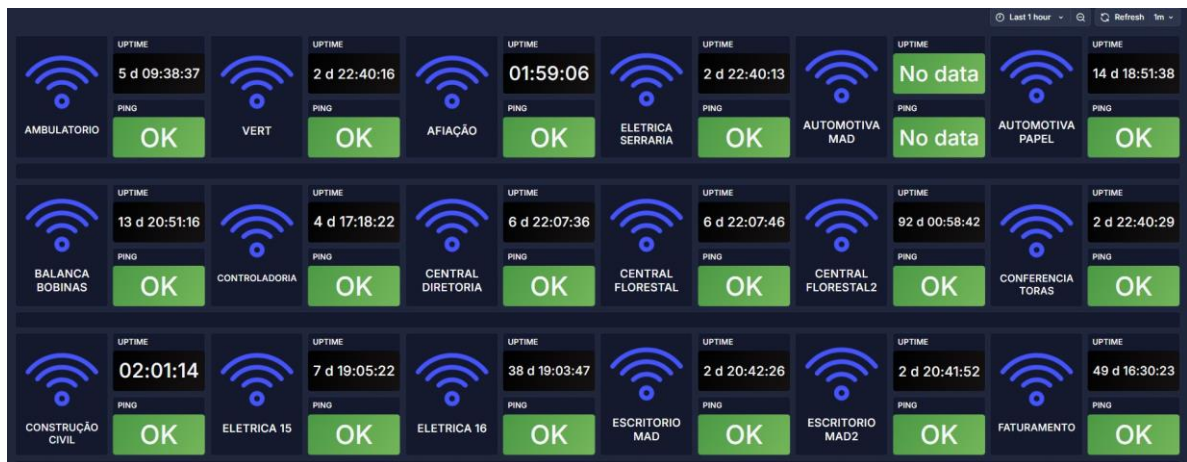 Last 1 hour
Refresh 1m
UPTIME UPTIME UPTIME UPTIME UPTIME UPTIME
5 d 09:38:37 2 d 22:40:16 01:59:06 2 d 22:40:13 No data 14 d 18:51:38
PING PING PING PING PING PING
AMBULATORIO OK VERT OK AFIAÇÃO OK ELETRICA SERRARIA OK AUTOMOTIVA MAD No data AUTOMOTIVA PAPEL OK
UPTIME UPTIME UPTIME UPTIME UPTIME UPTIME
13 d 20:51:16 4 d 17:18:22 6 d 22:07:36 6 d 22:07:46 92 d 00:58:42 2 d 22:40:29
PING PING PING PING PING PING
BALANCA BOBINAS OK CONTROLADORIA OK CENTRAL DIRETORIA OK CENTRAL FLORESTAL OK CENTRAL FLORESTAL2 OK CONFERENCIA TORAS OK
UPTIME UPTIME UPTIME UPTIME UPTIME UPTIME
02:01:14 7 d 19:05:22 38 d 19:03:47 2 d 20:42:26 2 d 20:41:52 49 d 16:30:23
PING PING PING PING PING PING
CONSTRUÇÃO CIVIL OK ELETRICA 15 OK ELETRICA 16 OK ESCRITORIO MAD OK ESCRITORIO MAD2 OK FATURAMENTO OK